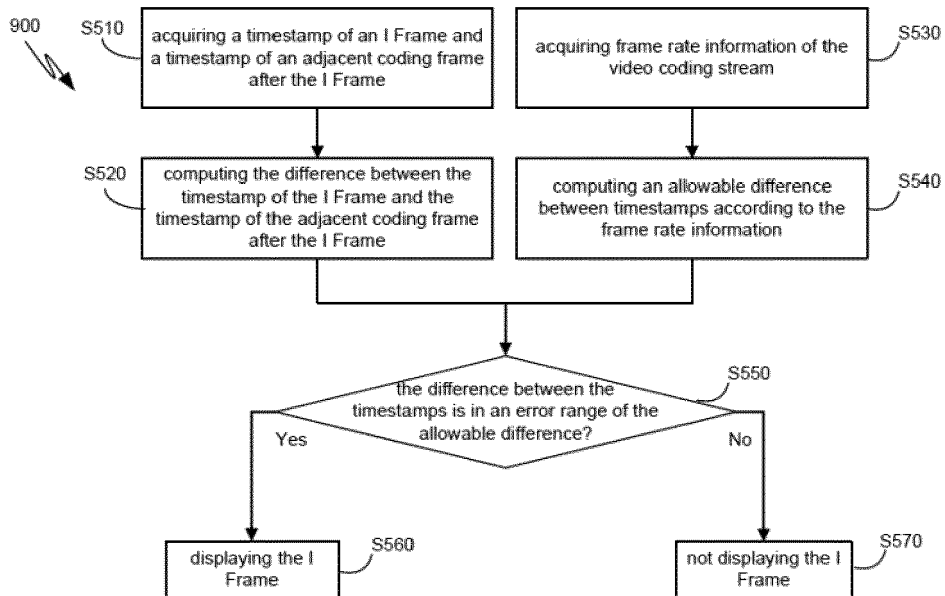 900
S510
acquiring a timestamp of an I Frame and
a timestamp of an adjacent coding frame
after the I Frame
acquiring frame rate information of the
video coding stream
S530
S520
computing the difference between the
timestamp of the I Frame and the
timestamp of the adjacent coding frame
after the I Frame
computing an allowable difference
between timestamps according to the
frame rate information
S540
the difference between the
timestamps is in an error range of the
allowable difference?
S550
Yes
No
displaying the I
Frame
S560
not displaying the I
Frame
S570